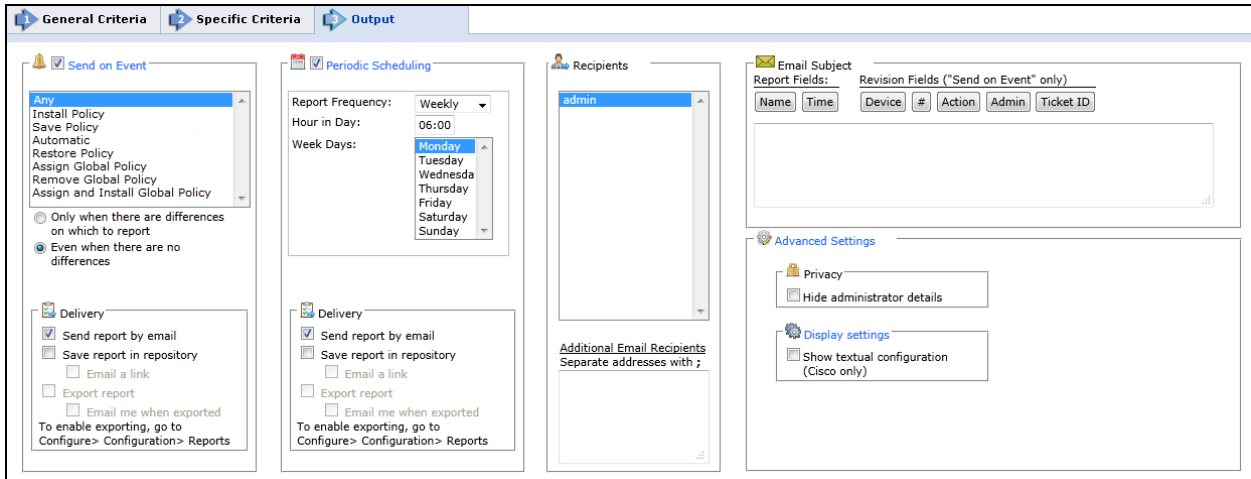 1 General Criteria
2 Specific Criteria
3 Output
Send on Event
Any
Install Policy
Save Policy
Automatic
Restore Policy
Assign Global Policy
Remove Global Policy
Assign and Install Global Policy
Only when there are differences
on which to report
Even when there are no
differences
Delivery
Send report by email
Save report in repository
Email a link
Export report
Email me when exported
To enable exporting, go to
Configure> Configuration> Reports
Periodic Scheduling
Report Frequency: Weekly
Hour in Day: 06:00
Week Days: Monday
Tuesday
Wednesda
Thursday
Friday
Saturday
Sunday
Delivery
Send report by email
Save report in repository
Email a link
Export report
Email me when exported
To enable exporting, go to
Configure> Configuration> Reports
Recipients
admin
Additional Email Recipients
Separate addresses with ;
Email Subject
Report Fields: Revision Fields ("Send on Event" only)
Name Time Device # Action Admin Ticket ID
Advanced Settings
Privacy
Hide administrator details
Display settings
Show textual configuration
(Cisco only)